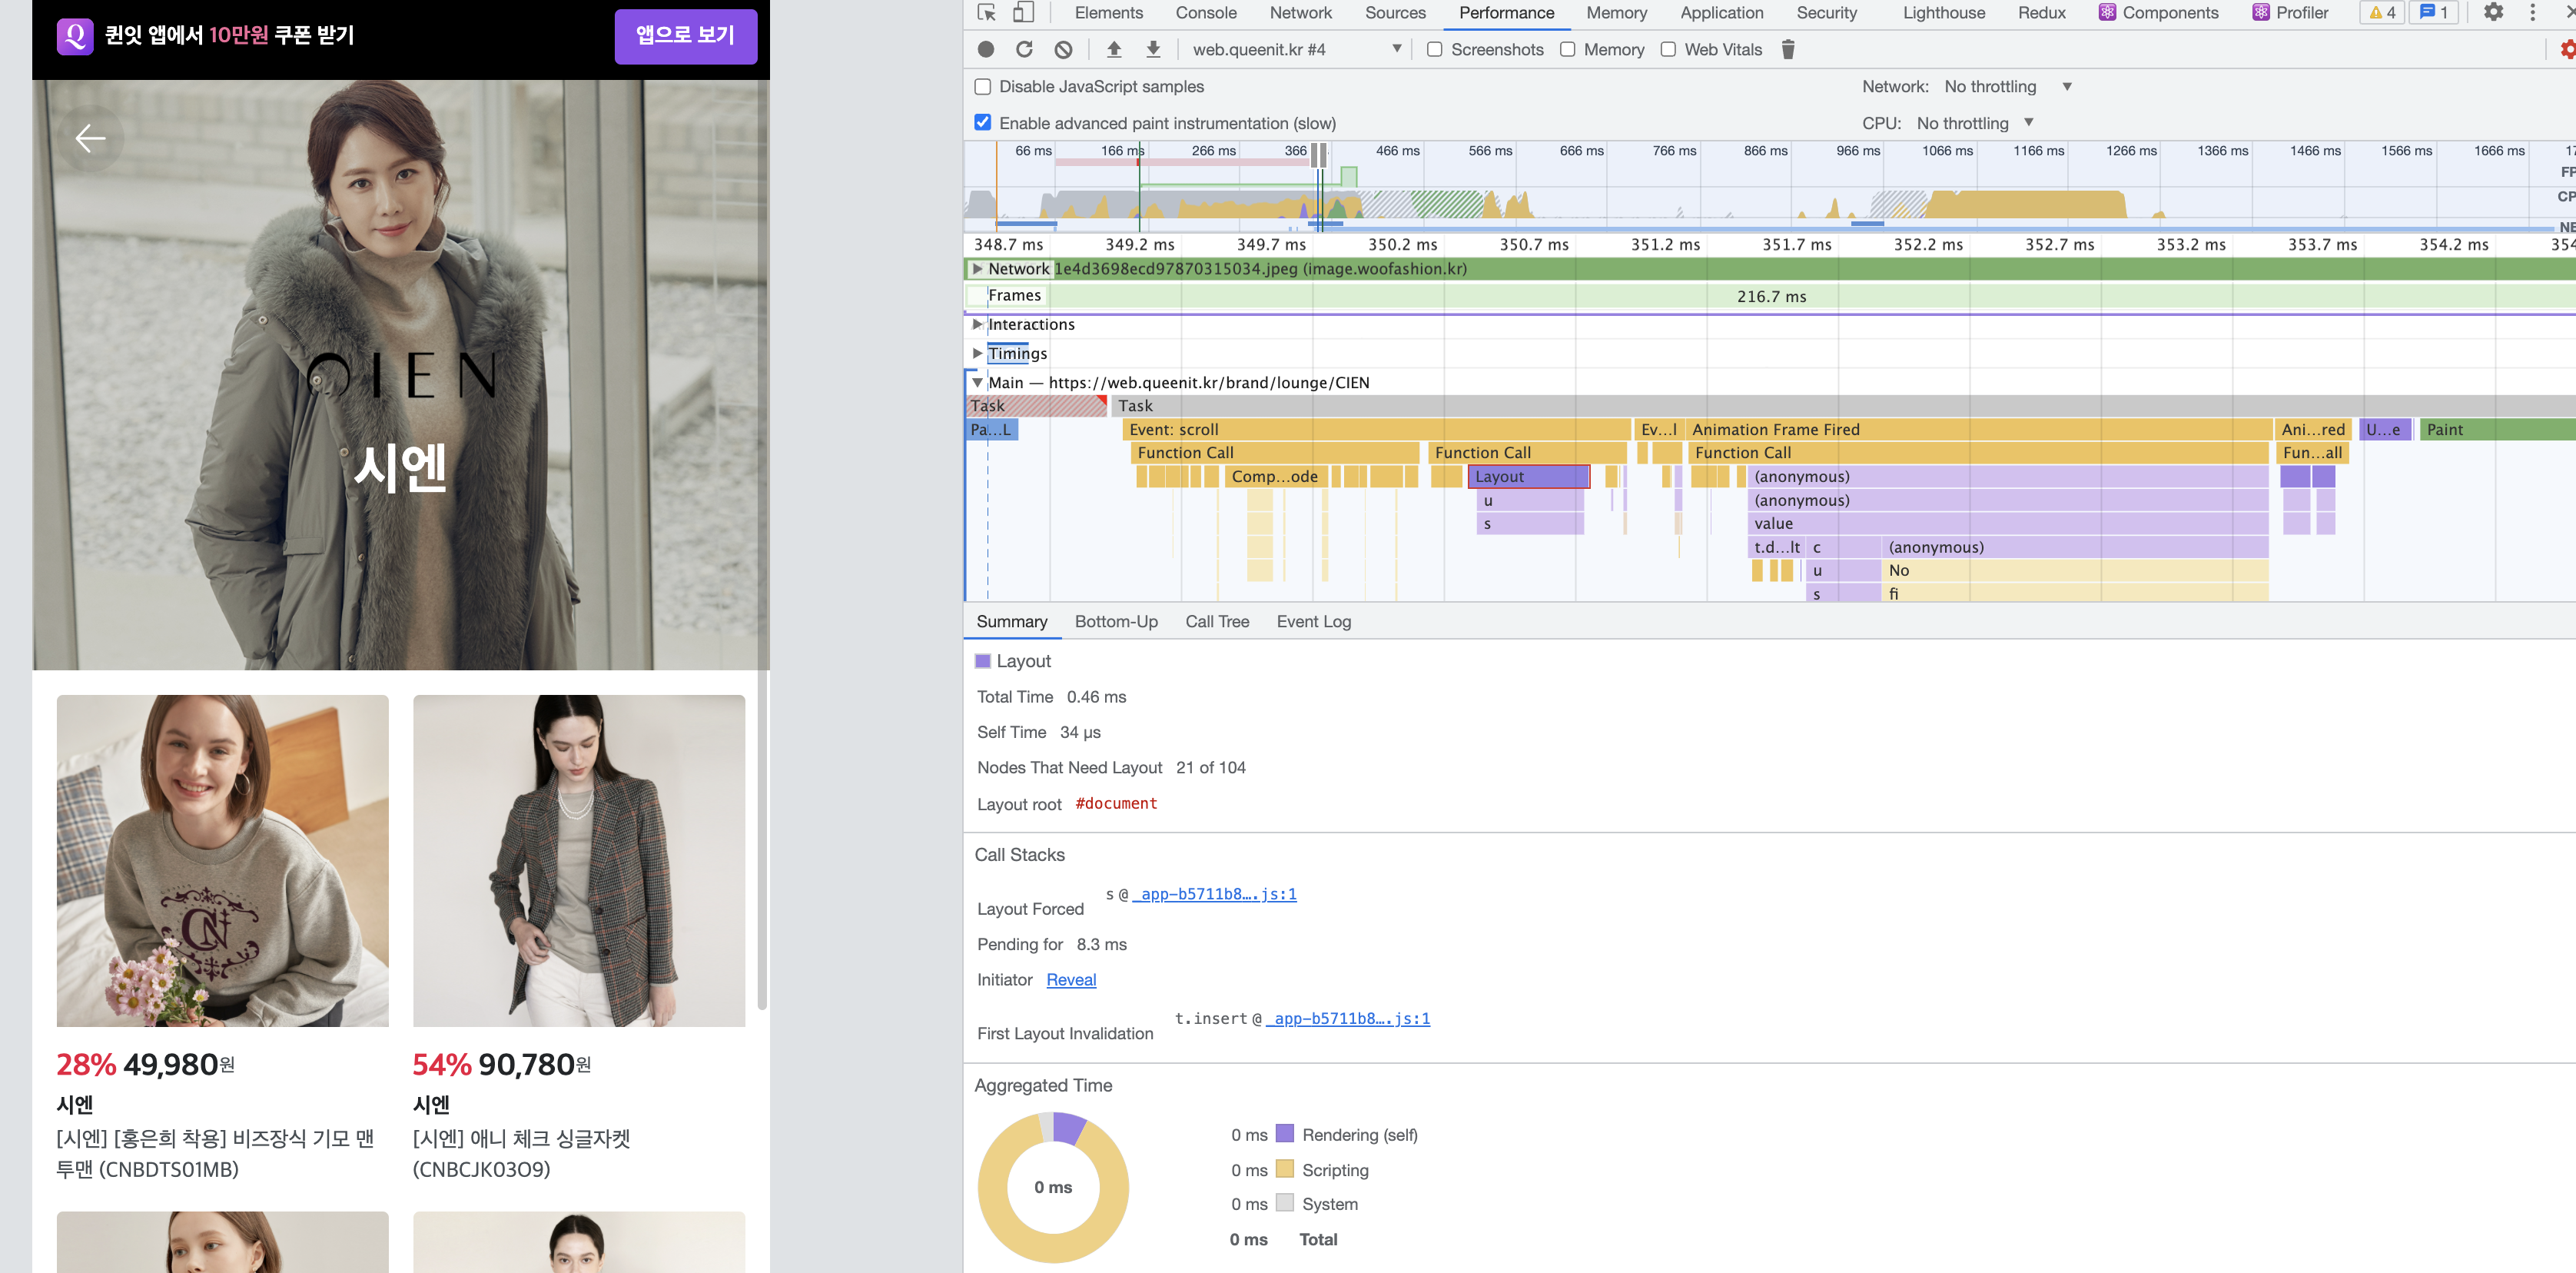 퀸잇 앱에서 10만원 쿠폰 받기
앱으로 보기
CIEN
시엔
28% 49,980원
시엔
[시엔] [홍은희 착용] 비즈장식 기모 맨
투맨 (CNBDTS01MB)
54% 90,780원
시엔
[시엔] 애니 체크 싱글자켓
(CNBCJK03O9)
Elements Console Network Sources Performance Memory Application Security Lighthouse Redux Components Profiler 4 1
web.queenit.kr #4 Screenshots Memory Web Vitals
Disable JavaScript samples
Network: No throttling
Enable advanced paint instrumentation (slow)
CPU: No throttling
66 ms 166 ms 266 ms 366 466 ms 566 ms 666 ms 766 ms 866 ms 966 ms 1066 ms 1166 ms 1266 ms 1366 ms 1466 ms 1566 ms 1666 ms 17
FP
CP
NE
348.7 ms 349.2 ms 349.7 ms 350.2 ms 350.7 ms 351.2 ms 351.7 ms 352.2 ms 352.7 ms 353.2 ms 353.7 ms 354.2 ms 354
Network 1e4d3698ecd97870315034.jpeg (image.woofashion.kr)
Frames 216.7 ms
Interactions
Timings
Main — https://web.queenit.kr/brand/lounge/CIEN
Task Task
Pa…L Event: scroll Ev…l Animation Frame Fired Ani…red U…e Paint
Function Call Function Call Function Call Fun…all
Comp…ode Layout (anonymous)
u (anonymous)
s value
t.d…lt c (anonymous)
u No
s fi
Summary Bottom-Up Call Tree Event Log
Layout
Total Time 0.46 ms
Self Time 34 μs
Nodes That Need Layout 21 of 104
Layout root #document
Call Stacks
s @ _app-b5711b8….js:1
Layout Forced
Pending for 8.3 ms
Initiator Reveal
t.insert @ _app-b5711b8….js:1
First Layout Invalidation
Aggregated Time
0 ms
0 ms Rendering (self)
0 ms Scripting
0 ms System
0 ms Total